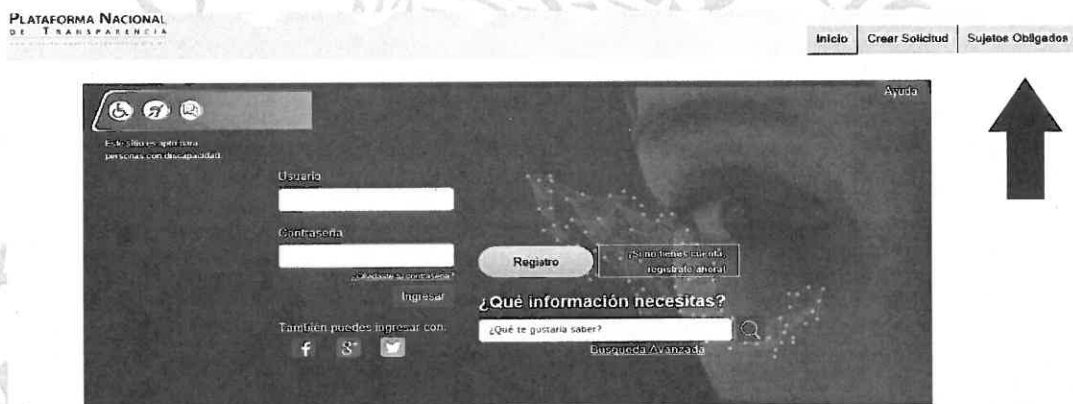 PLATAFORMA NACIONAL
DE TRANSPARENCIA
Inicio
Crear Solicitud
Sujetos Obligados
Ayuda
Este sitio es apto para
personas con discapacidad
Usuario
Contraseña
¿Olvidaste tu contraseña?
Ingresar
También puedes ingresar con:
Registro
¡Si no tienes cuenta,
regístrate ahora!
¿Qué información necesitas?
¿Qué te gustaría saber?
Búsqueda Avanzada